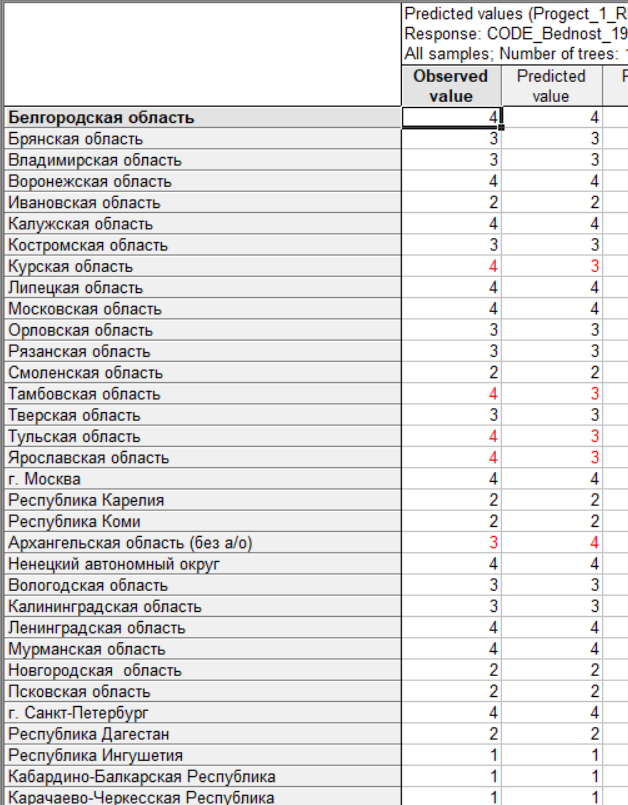 Predicted values (Progect_1_R
Response: CODE_Bednost_19
All samples; Number of trees:
Observed value Predicted value
Белгородская область 4 4
Брянская область 3 3
Владимирская область 3 3
Воронежская область 4 4
Ивановская область 2 2
Калужская область 4 4
Костромская область 3 3
Курская область 4 3
Липецкая область 4 4
Московская область 4 4
Орловская область 3 3
Рязанская область 3 3
Смоленская область 2 2
Тамбовская область 4 3
Тверская область 3 3
Тульская область 4 3
Ярославская область 4 3
г. Москва 4 4
Республика Карелия 2 2
Республика Коми 2 2
Архангельская область (без а/о) 3 4
Ненецкий автономный округ 4 4
Вологодская область 3 3
Калининградская область 3 3
Ленинградская область 4 4
Мурманская область 4 4
Новгородская область 2 2
Псковская область 2 2
г. Санкт-Петербург 4 4
Республика Дагестан 2 2
Республика Ингушетия 1 1
Кабардино-Балкарская Республика 1 1
Карачаево-Черкесская Республика 1 1